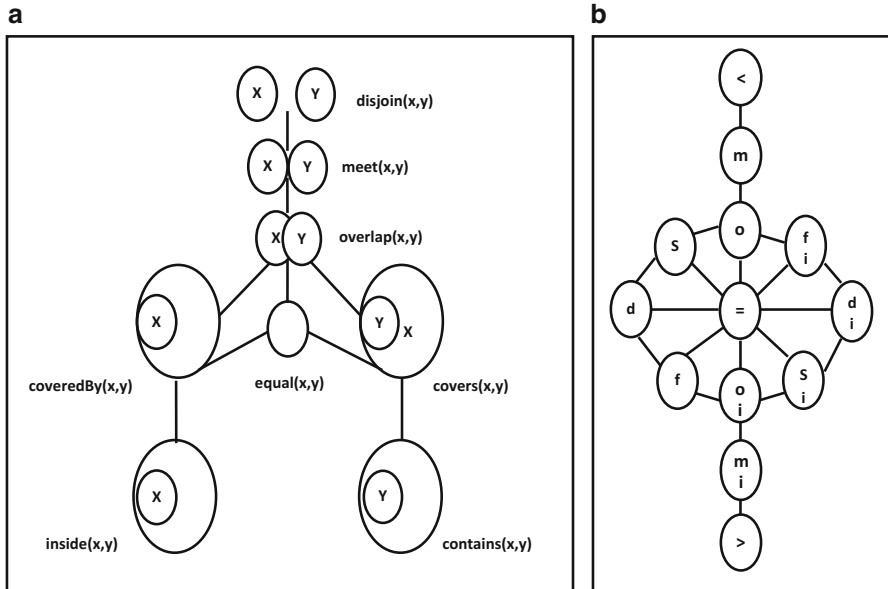 a
X Y disjoin(x,y)
X Y meet(x,y)
X Y overlap(x,y)
X
Y X
coveredBy(x,y) equal(x,y) covers(x,y)
X
Y
inside(x,y) contains(x,y)
b
<
m
o
S
f
i
d
=
d
i
f
S
i
o
i
m
i
>